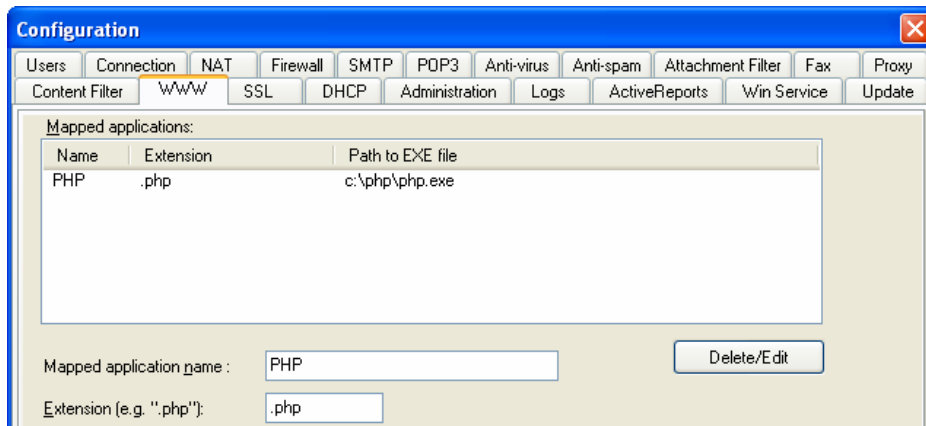 Configuration
Users Connection NAT Firewall SMTP POP3 Anti-virus Anti-spam Attachment Filter Fax Proxy
Content Filter WWW SSL DHCP Administration Logs ActiveReports Win Service Update
Mapped applications:
Name Extension Path to EXE file
PHP .php c:\php\php.exe
Mapped application name : PHP Delete/Edit
Extension (e.g. ".php"): .php